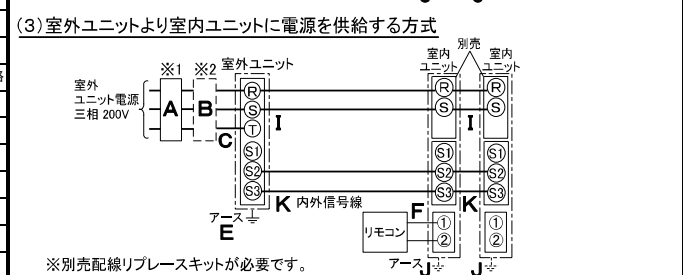 (3)室外ユニットより室内ユニットに電源を供給する方式
※1 ※2 室外ユニット
別売
室内ユニット 室内ユニット
室外ユニット電源
三相 200V
A B C
R S T S1 S2 S3
I
R S S1 S2 S3
I
R S S1 S2 S3
K 内外信号線
K
アース
E
F
リモコン
① ②
① ②
アース J J
※別売配線リプレースキットが必要です。